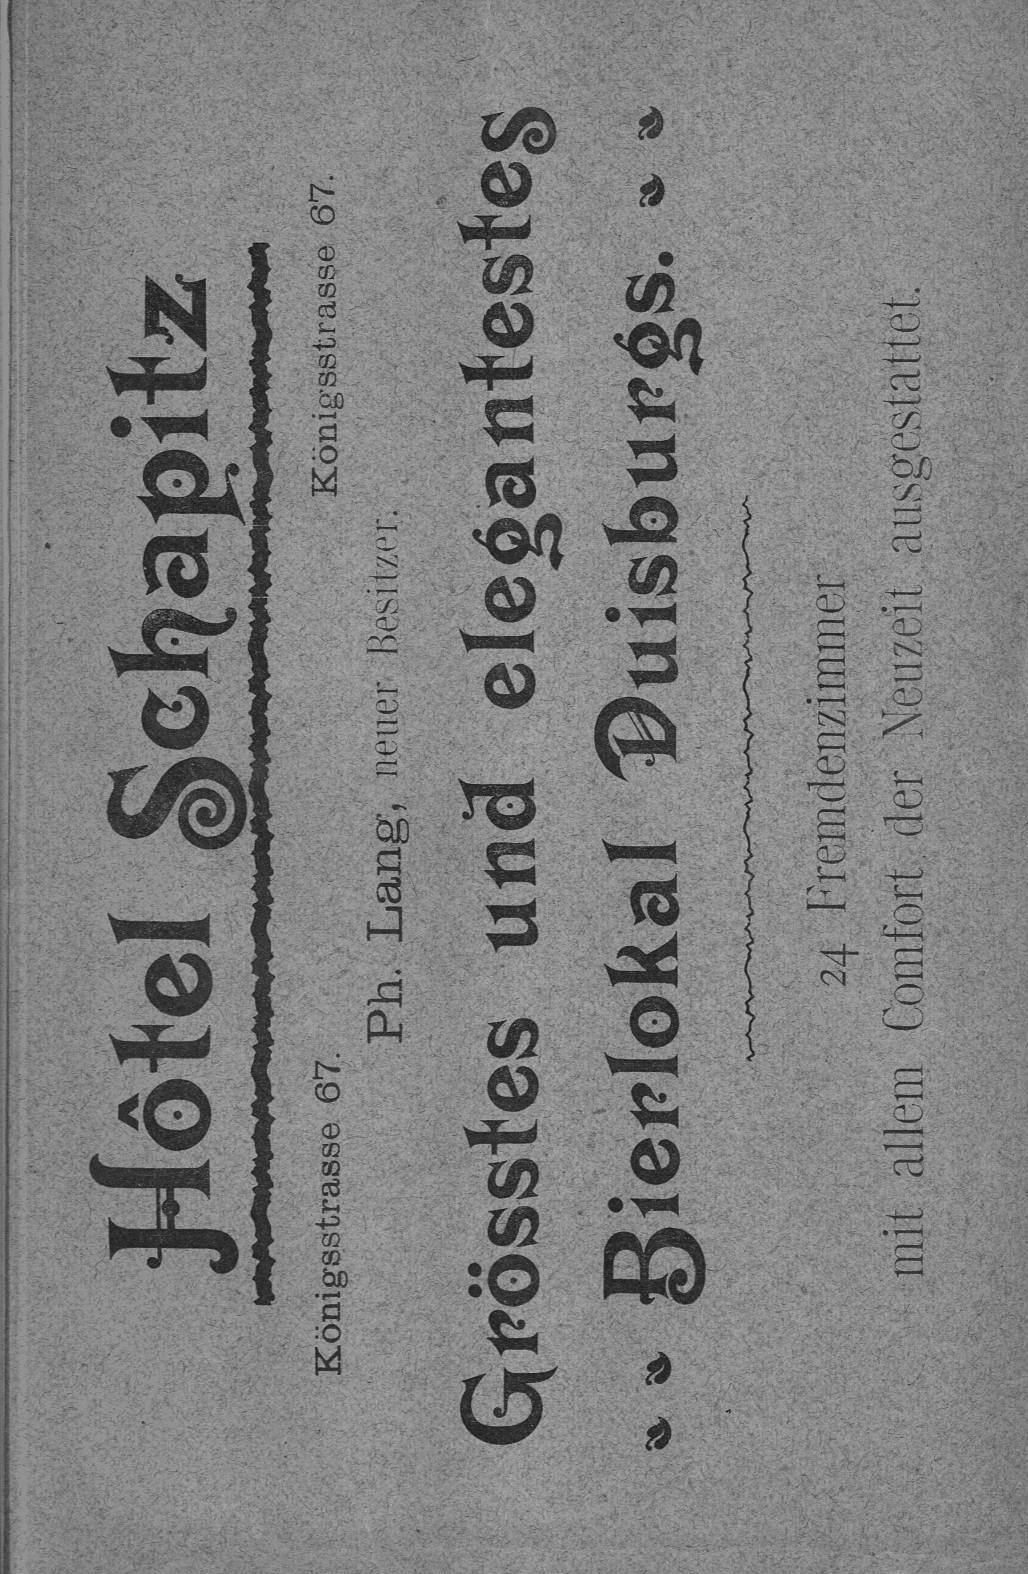 Hôtel Schapitz
Königsstrasse 67. Königsstrasse 67.
Ph. Lang, neuer Besitzer.
Grösstes und elegantestes
Bierlokal Duisburgs.
24 Fremdenzimmer
mit allem Comfort der Neuzeit ausgestattet.